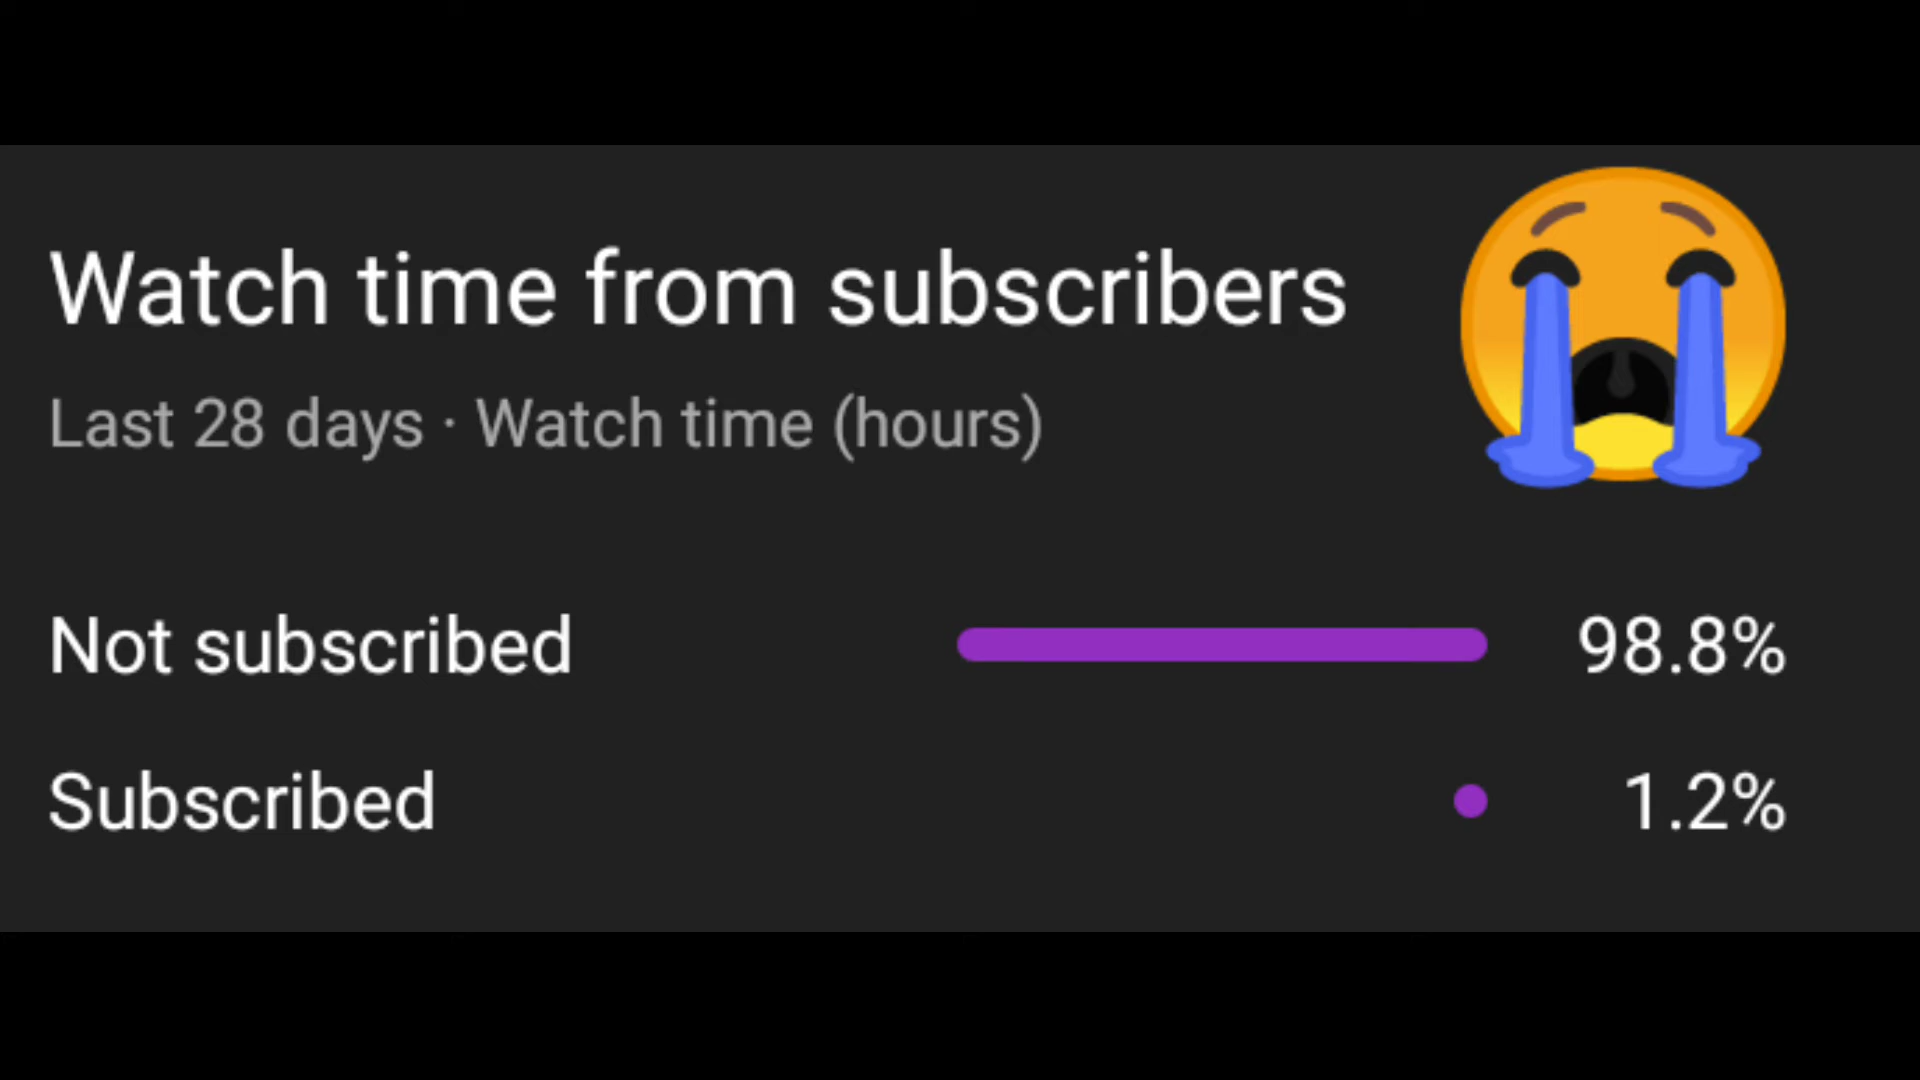 Watch time from subscribers
Last 28 days · Watch time (hours)
Not subscribed 98.8%
Subscribed 1.2%